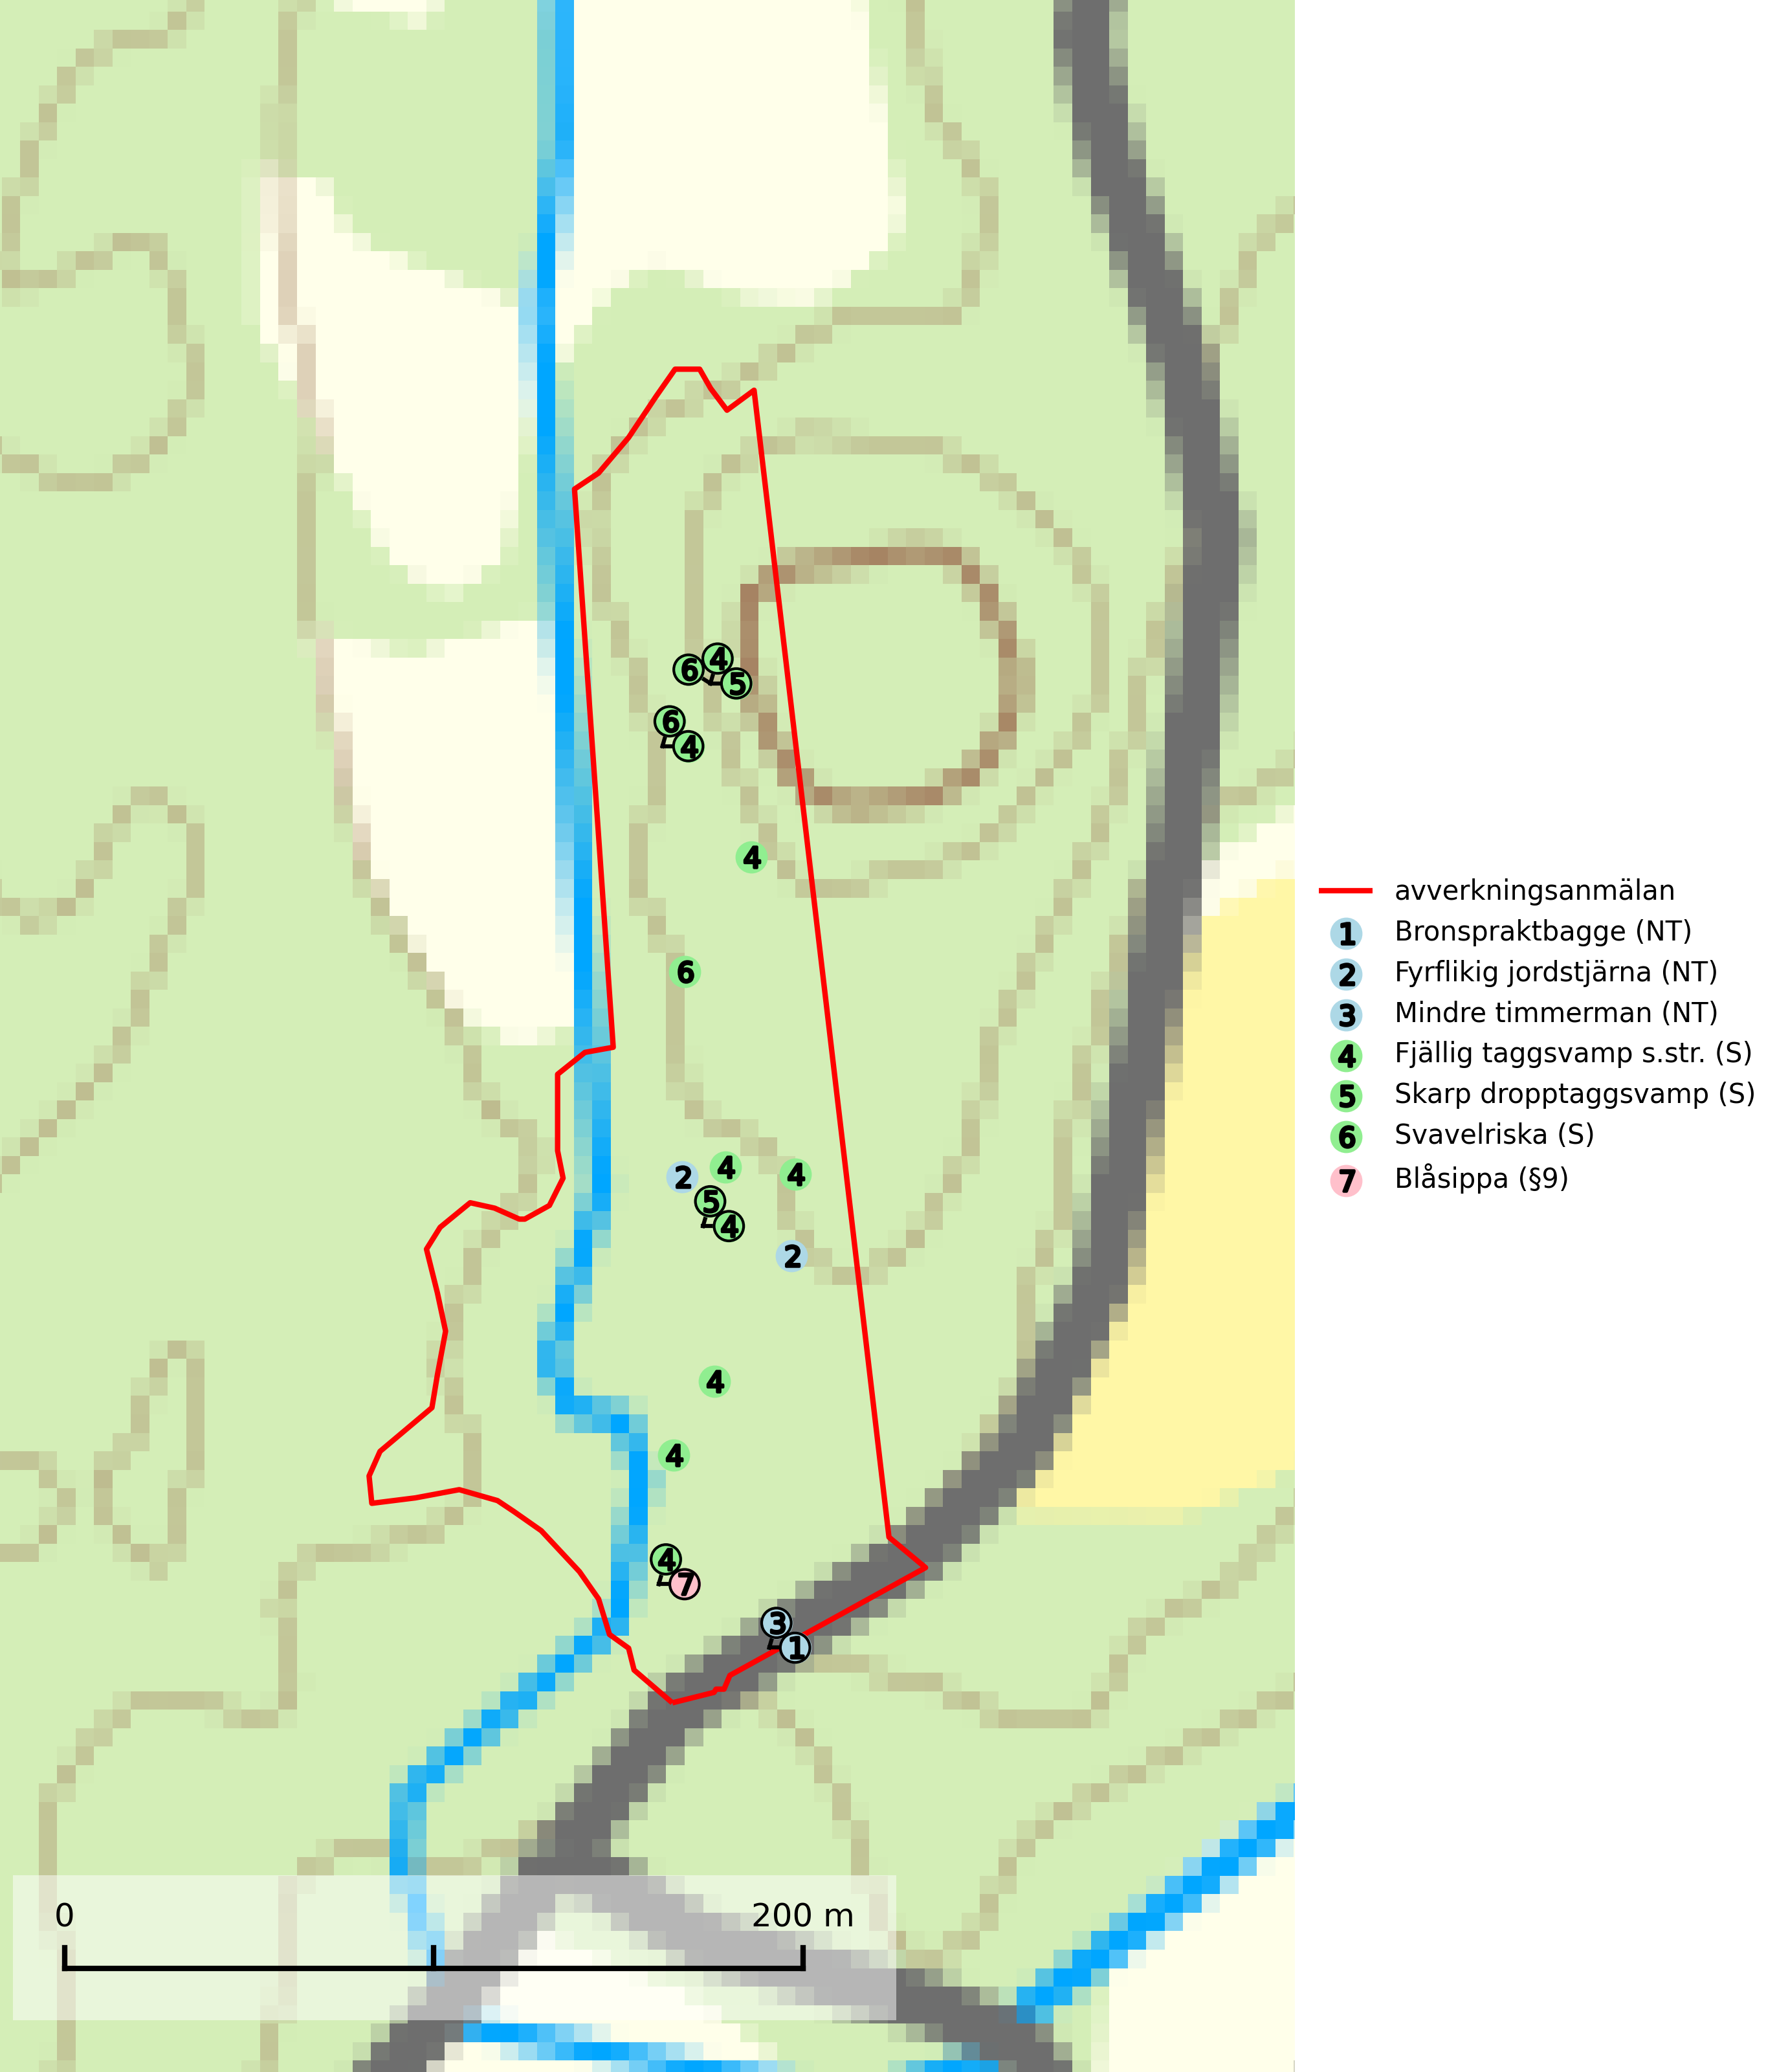 4
6
5
6
4
4
6
4
4
2
5
4
2
4
4
4
7
3
1
avverkningsanmälan
1 Bronspraktbagge (NT)
2 Fyrflikig jordstjärna (NT)
3 Mindre timmerman (NT)
4 Fjällig taggsvamp s.str. (S)
5 Skarp dropptaggsvamp (S)
6 Svavelriska (S)
7 Blåsippa (§9)
0 200 m